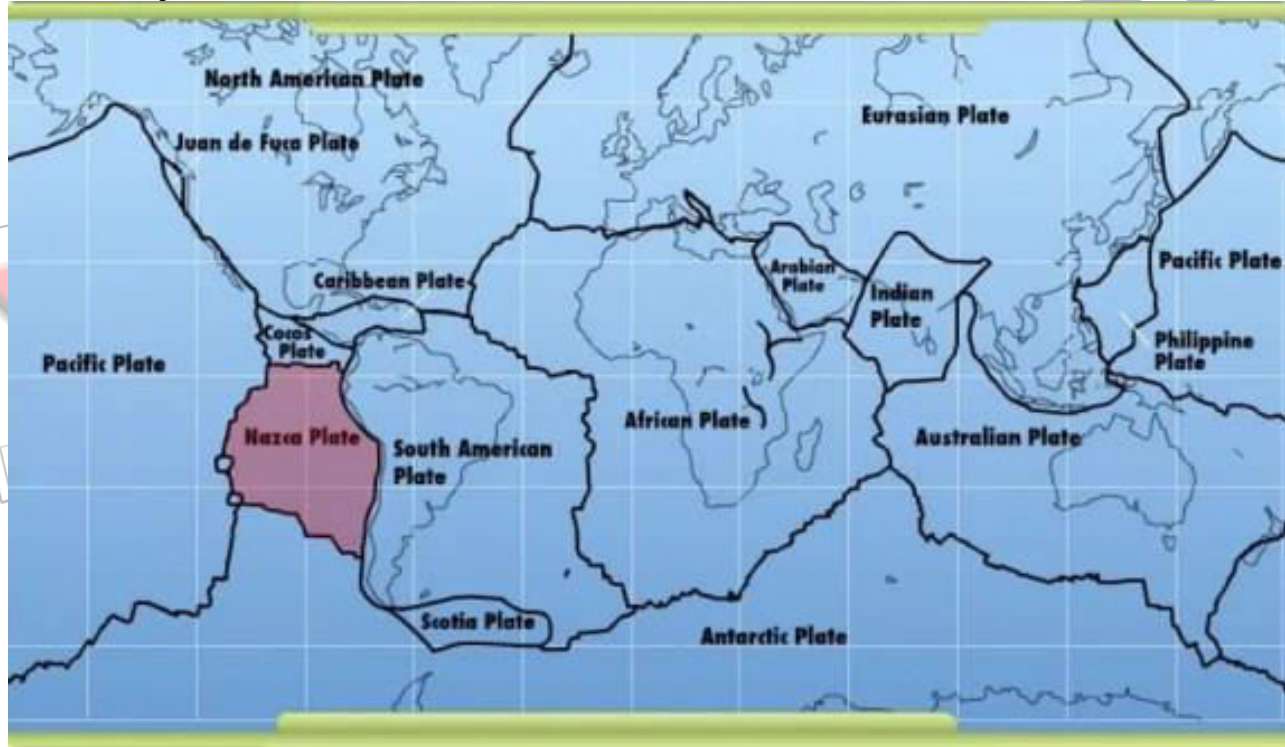 North American Plate
Juan de Fuca Plate
Eurasian Plate
Caribbean Plate
Arabian
Plate
Indian
Plate
Pacific Plate
Cocos
Plate
Philippine
Plate
Pacific Plate
African Plate
Nazca Plate
South American
Plate
Australian Plate
Scotia Plate
Antarctic Plate